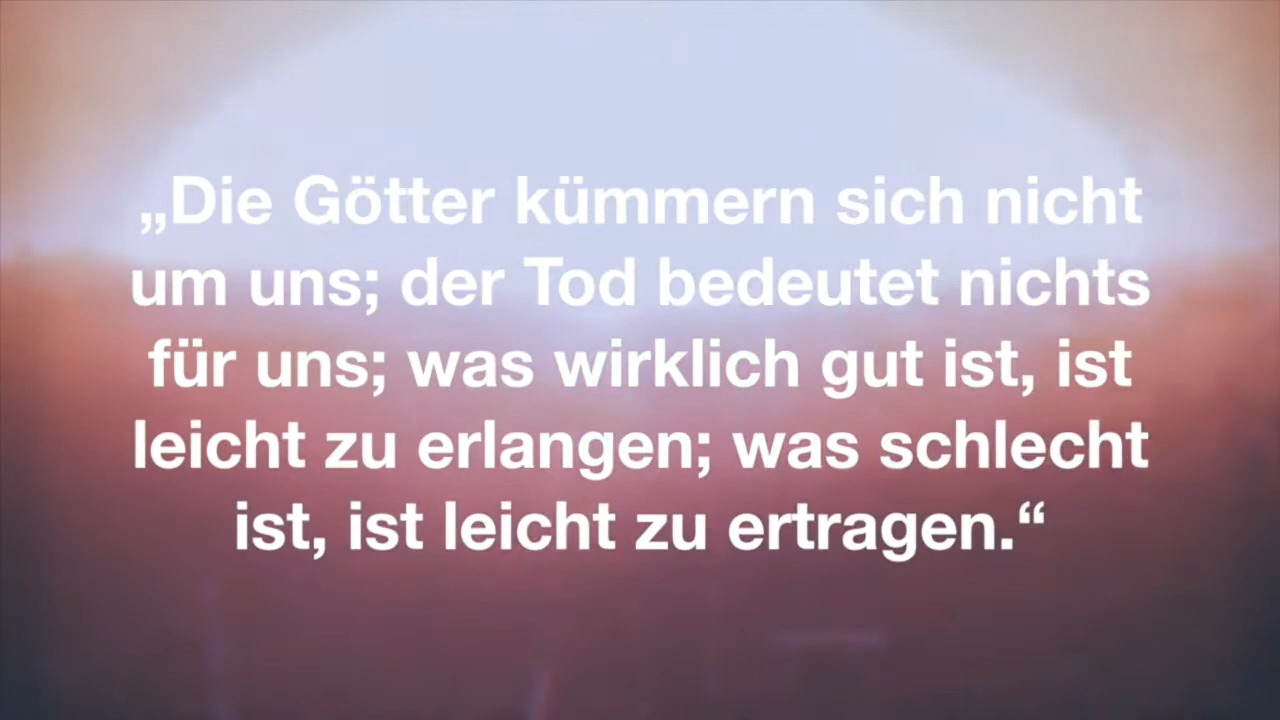 „Die Götter kümmern sich nicht
um uns; der Tod bedeutet nichts
für uns; was wirklich gut ist, ist
leicht zu erlangen; was schlecht
ist, ist leicht zu ertragen.“